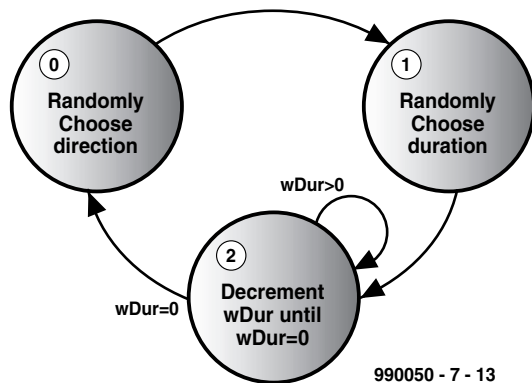 0
Randomly
Choose
direction
1
Randomly
Choose
duration
wDur>0
2
Decrement
wDur until
wDur=0
wDur=0
990050 - 7 - 13